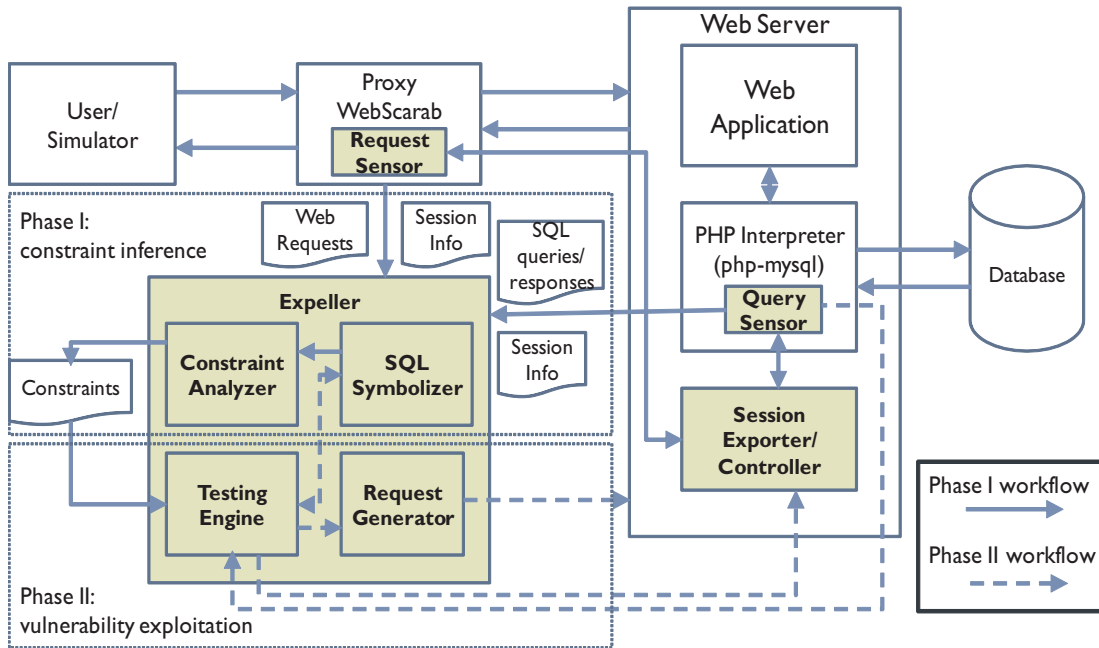 Web Server
User/
Simulator
Proxy
WebScarab
Request
Sensor
Web
Application
Phase I:
constraint inference
Web
Requests
Session
Info
SQL
queries/
responses
PHP Interpreter
(php-mysql)
Query
Sensor
Database
Expeller
Constraint
Analyzer
SQL
Symbolizer
Session
Info
Constraints
Session
Exporter/
Controller
Testing
Engine
Request
Generator
Phase I workflow
Phase II workflow
Phase II:
vulnerability exploitation